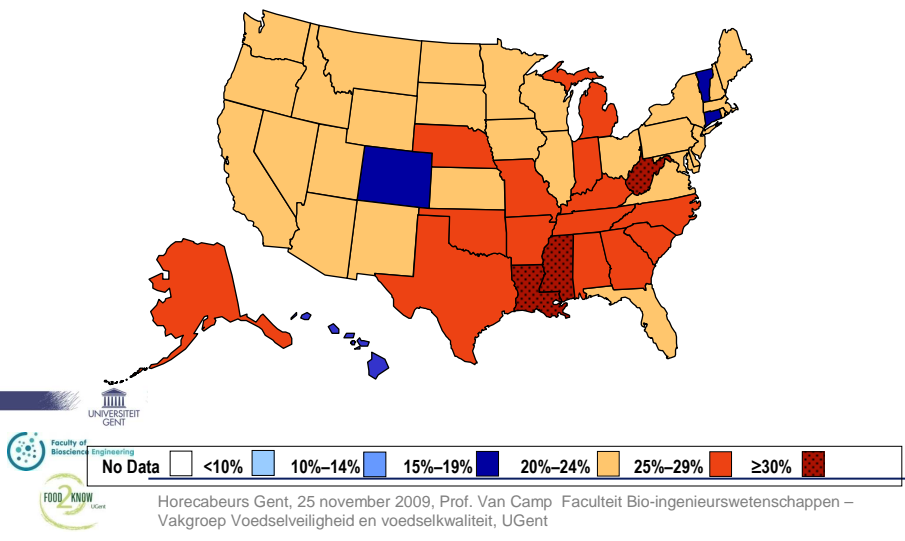 UNIVERSITEIT
GENT
Faculty of
Bioscience Engineering
No Data <10% 10%–14% 15%–19% 20%–24% 25%–29% ≥30%
FOOD2KNOW
UGent
Horecabeurs Gent, 25 november 2009, Prof. Van Camp Faculteit Bio-ingenieurswetenschappen –
Vakgroep Voedselveiligheid en voedselkwaliteit, UGent